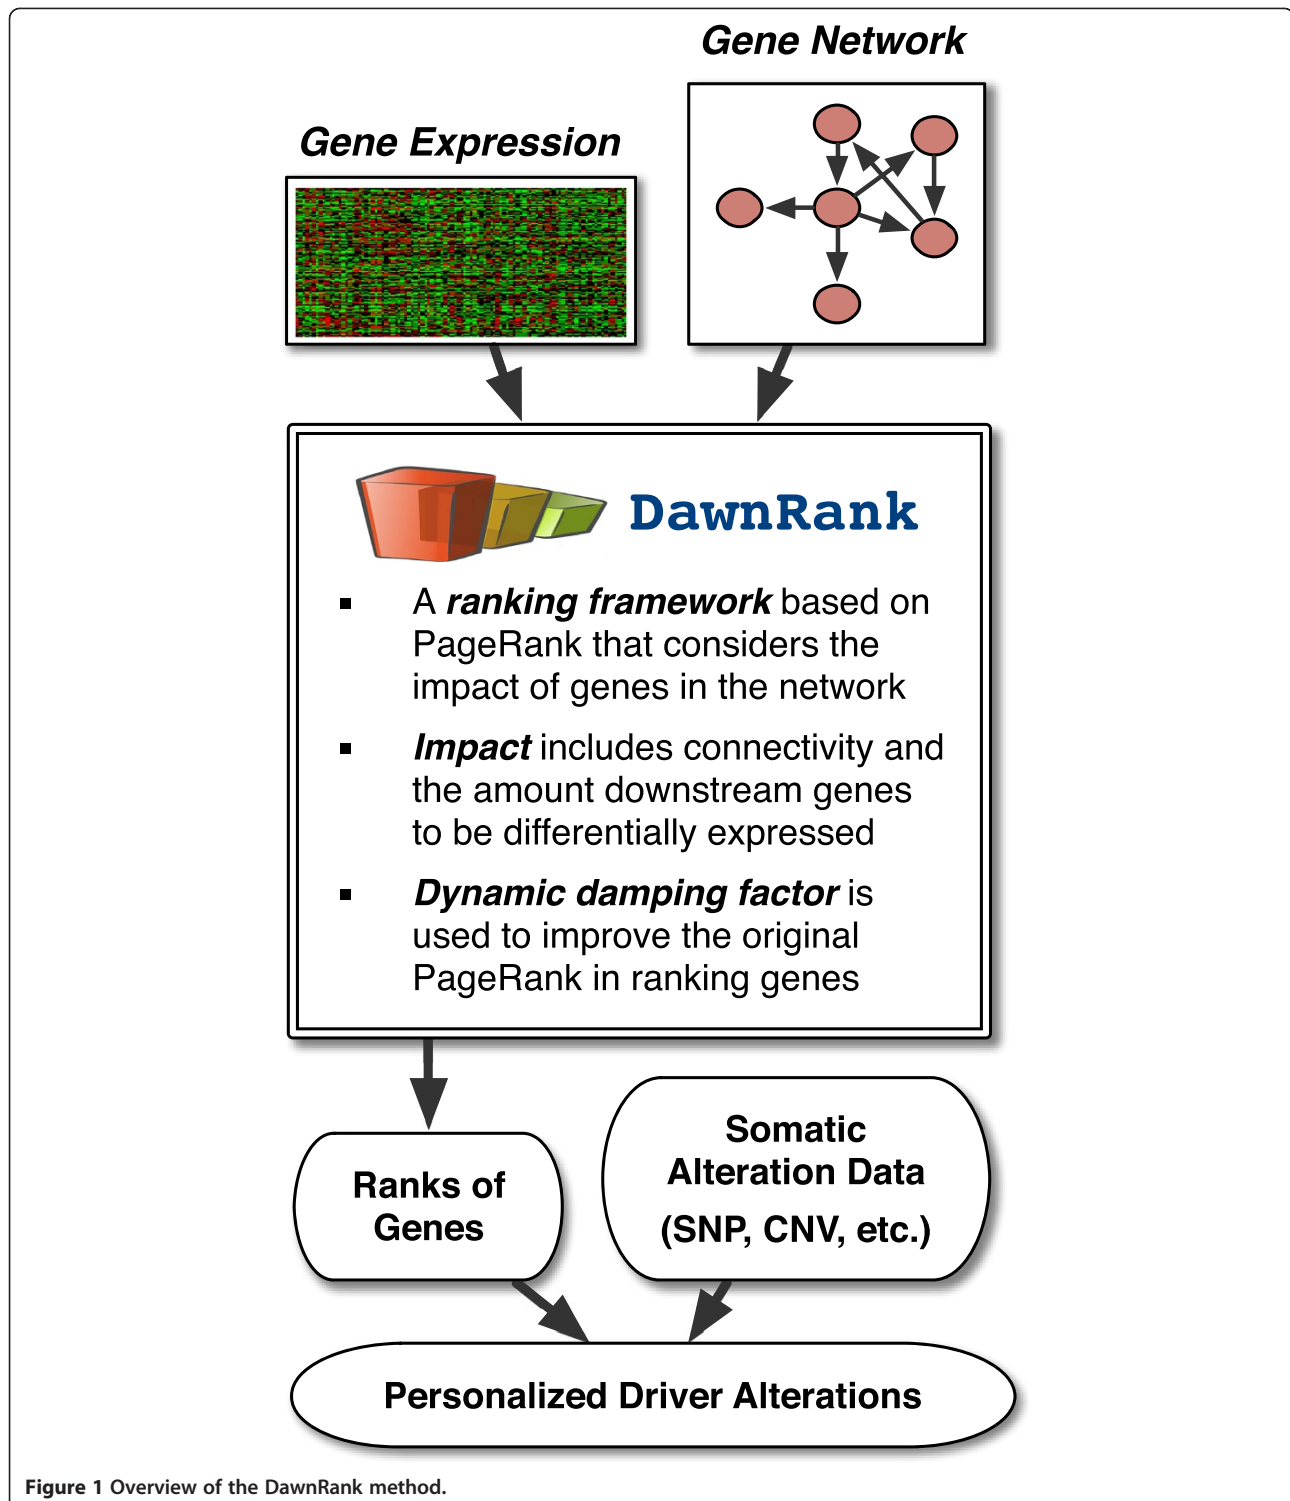 Gene Network
Gene Expression
DawnRank
▪ A ranking framework based on
PageRank that considers the
impact of genes in the network
▪ Impact includes connectivity and
the amount downstream genes
to be differentially expressed
▪ Dynamic damping factor is
used to improve the original
PageRank in ranking genes
Ranks of
Genes
Somatic
Alteration Data
(SNP, CNV, etc.)
Personalized Driver Alterations
Figure 1 Overview of the DawnRank method.